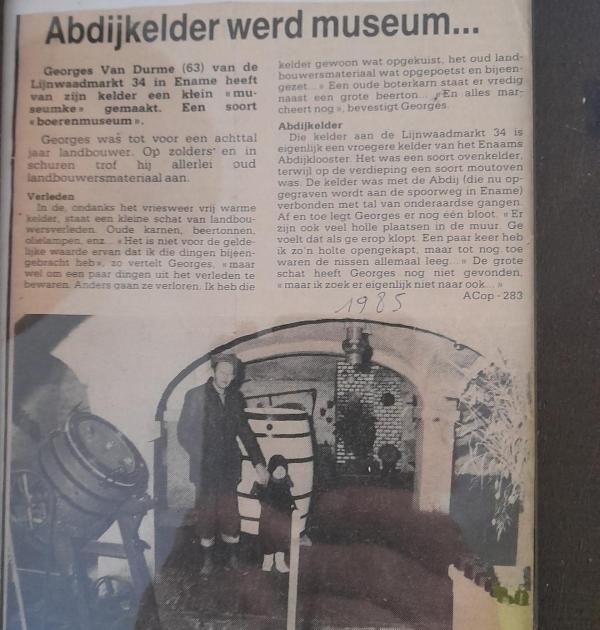 Abdijkelder werd museum...
Georges Van Durme (63) van de
Lijnwaadmarkt 34 in Ename heeft
van zijn kelder een klein «mu-
seumke» gemaakt. Een soort
«boerenmuseum».
Georges was tot voor een achttal
jaar landbouwer. Op zolders en in
schuren trof hij allerlei oud
landbouwersmateriaal aan.
Verleden
In de, ondanks het vriesweer vrij warme
kelder, staat een kleine schat van landbou-
wersverleden. Oude karnen, beertonnen,
olielampen, enz... «Het is niet voor de gelde-
lijke waarde ervan dat ik die dingen bijeen-
gebracht heb», zo vertelt Georges, «maar
wel om een paar dingen uit het verleden te
bewaren. Anders gaan ze verloren. Ik heb die
kelder gewoon wat opgekuist, het oud land-
bouwersmateriaal wat opgepoetst en bijeen-
gezet...» Een oude boterkarn staat er vredig
naast een grote beerton... «En alles mar-
cheert nog», bevestigt Georges.
Abdijkelder
Die kelder aan de Lijnwaadmarkt 34 is
eigenlijk een vroegere kelder van het Enaams
Abdijklooster. Het was een soort ovenkelder,
terwijl op de verdieping een soort moutoven
was. De kelder was met de Abdij (die nu op-
gegraven wordt aan de spoorweg in Ename)
verbonden met tal van onderaardse gangen.
Af en toe legt Georges er nog één bloot. «Er
zijn ook veel holle plaatsen in de muur. Ge
voelt dat als ge erop klopt. Een paar keer heb
ik zo'n holte opengekapt, maar tot nog toe
waren de nissen allemaal leeg...» De grote
schat heeft Georges nog niet gevonden,
«maar ik zoek er eigenlijk niet naar ook...»
ACop - 283
1985